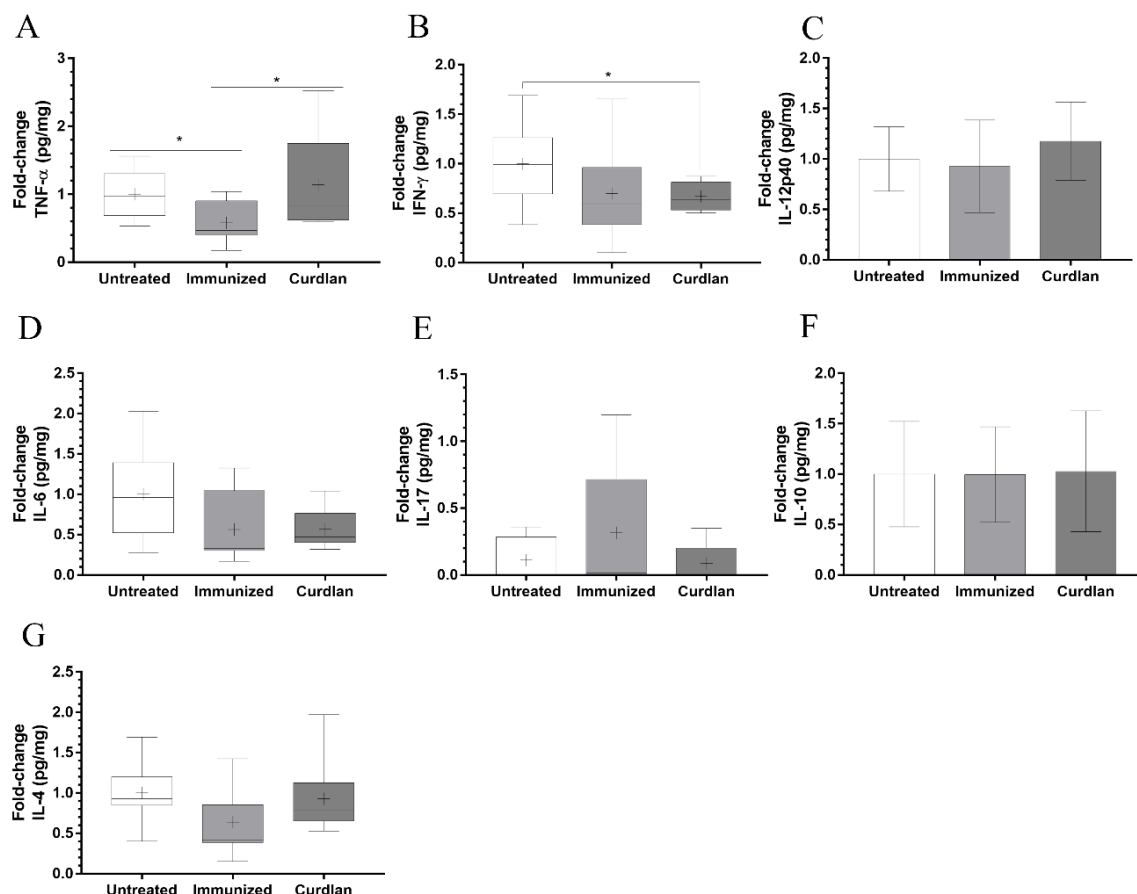 A
Fold-change
TNF-α (pg/mg)
3
2
1
0
*
*
Untreated Immunized Curdlan
B
Fold-change
IFN-γ (pg/mg)
2.0
1.5
1.0
0.5
0.0
*
Untreated Immunized Curdlan
C
Fold-change
IL-12p40 (pg/mg)
2.0
1.5
1.0
0.5
0.0
Untreated Immunized Curdlan
D
Fold-change
IL-6 (pg/mg)
2.5
2.0
1.5
1.0
0.5
0.0
Untreated Immunized Curdlan
E
Fold-change
IL-17 (pg/mg)
1.5
1.0
0.5
0.0
Untreated Immunized Curdlan
F
Fold-change
IL-10 (pg/mg)
2.0
1.5
1.0
0.5
0.0
Untreated Immunized Curdlan
G
Fold-change
IL-4 (pg/mg)
2.5
2.0
1.5
1.0
0.5
0.0
Untreated Immunized Curdlan